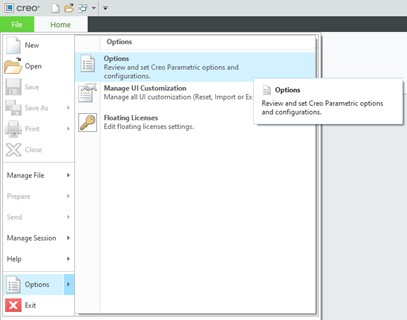 creo
File
Home
New
Open
Save
Save As
Print
Close
Manage File
Prepare
Send
Manage Session
Help
Options
Exit
Options
Options
Review and set Creo Parametric options and
configurations.
Manage UI Customization
Manage all UI customization (Reset, Import or Ex
Floating Licenses
Edit floating licenses settings.
Options
Review and set Creo Parametric options
and configurations.